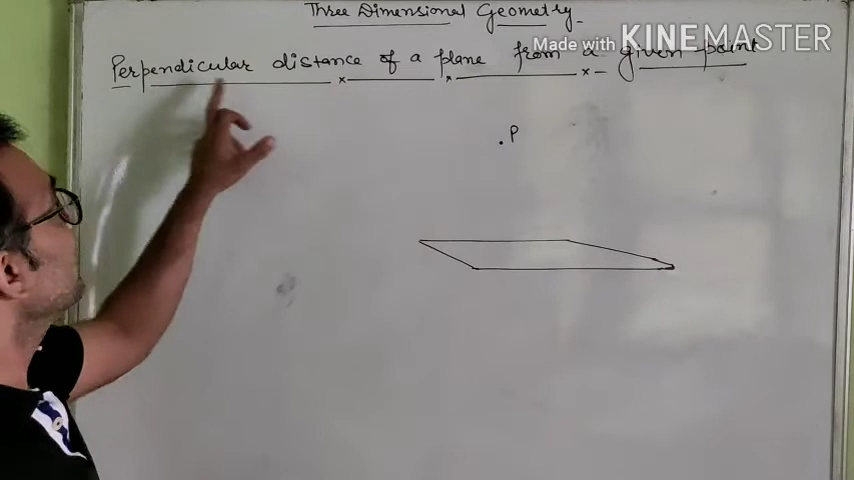 Three Dimensional Geometry
Made with KINEMASTER
Perpendicular distance of a plane from a given point
. P